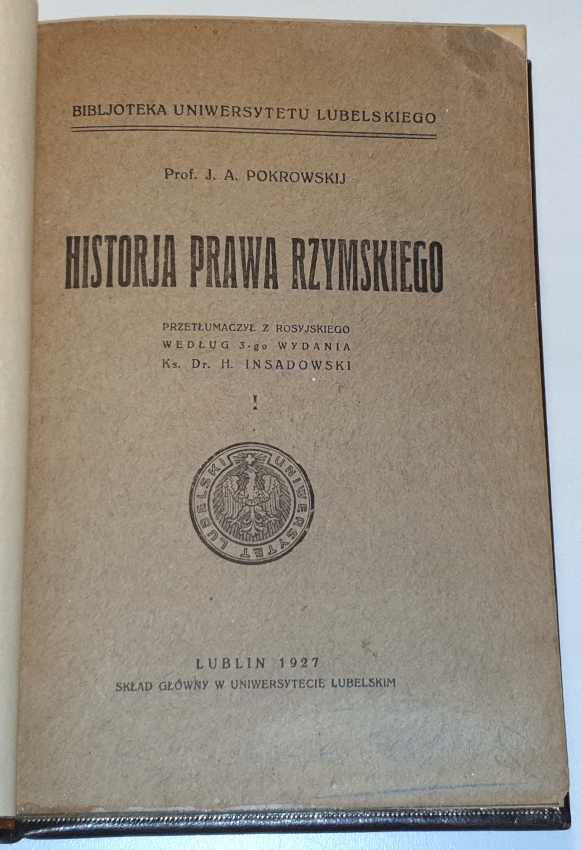 BIBLJOTEKA UNIWERSYTETU LUBELSKIEGO
Prof. J. A. POKROWSKIJ
HISTORJA PRAWA RZYMSKIEGO
PRZETŁUMACZYŁ Z ROSYJSKIEGO
WEDŁUG 3-go WYDANIA
Ks. Dr. H. INSADOWSKI
!
UNIWERSYTET LUBELSKI
LUBLIN 1927
SKŁAD GŁÓWNY W UNIWERSYTECIE LUBELSKIM